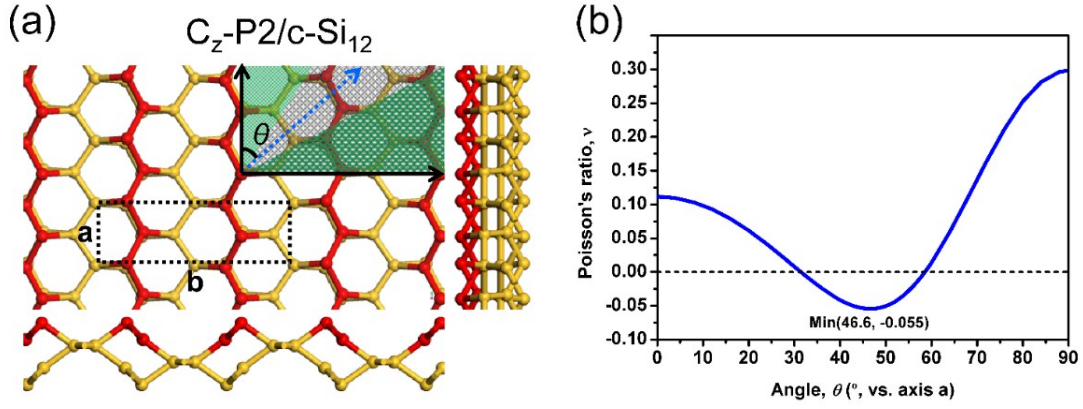 (a)
C_z-P2/c-Si_12
θ
a
b
(b)
Poisson's ratio, ν
0.30
0.25
0.20
0.15
0.10
0.05
0.00
-0.05
-0.10
Min(46.6, -0.055)
0 10 20 30 40 50 60 70 80 90
Angle, θ (°, vs. axis a)